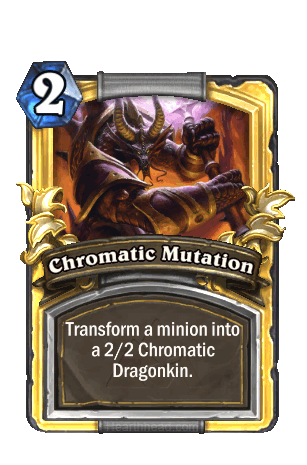 2
Chromatic Mutation
Transform a minion into
a 2/2 Chromatic
Dragonkin.